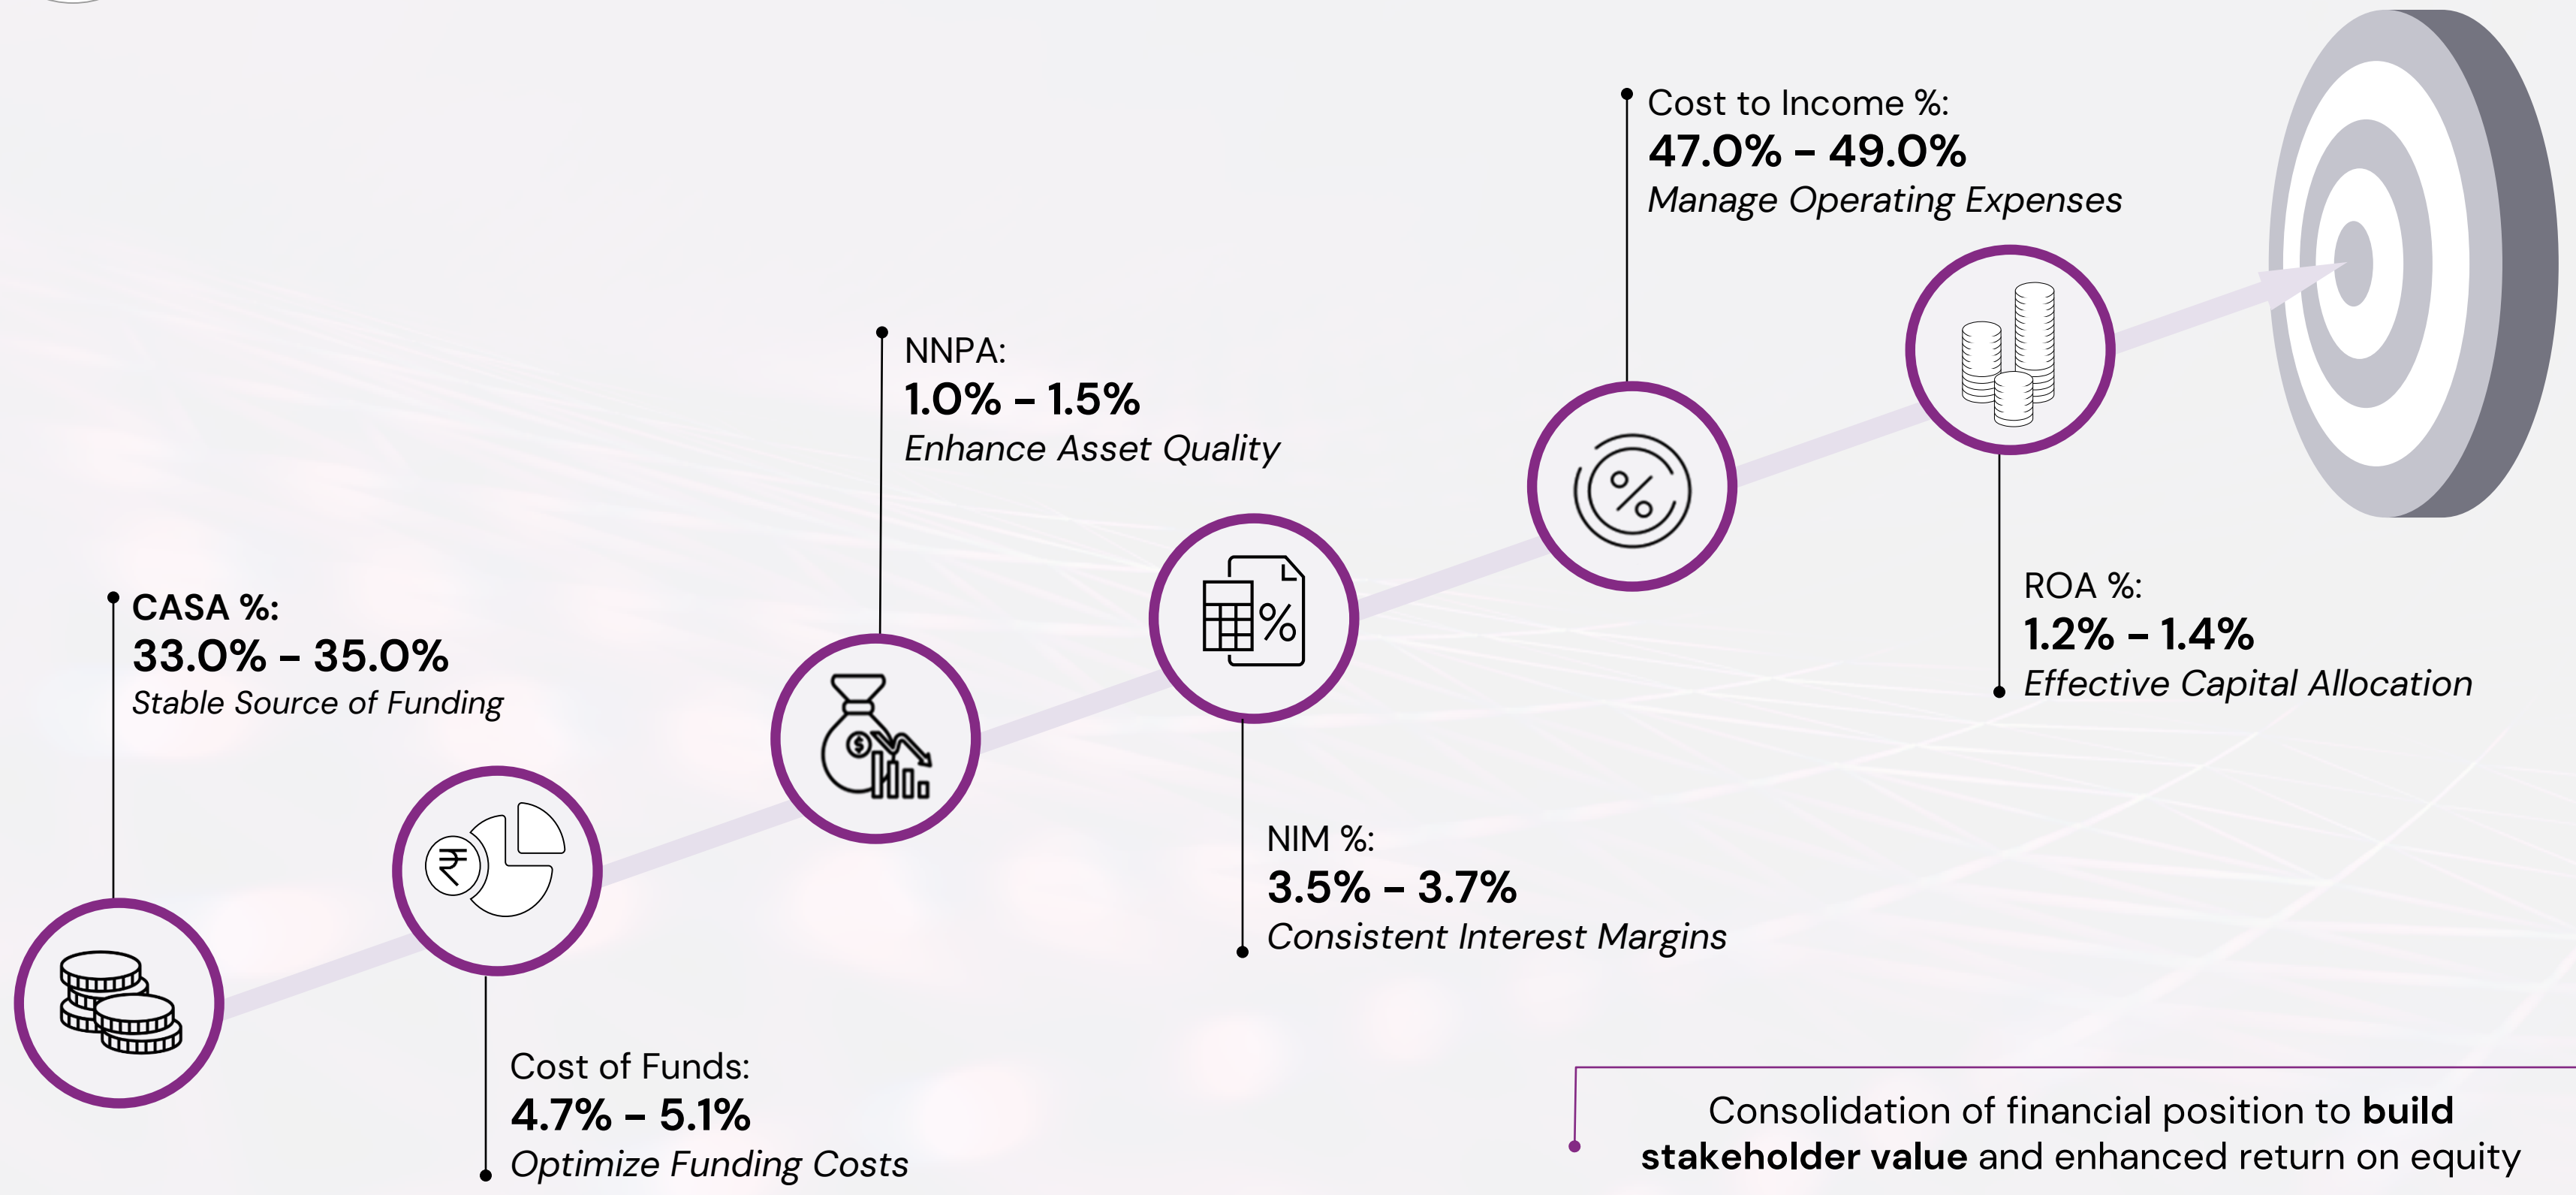 CASA %:
33.0% – 35.0%
Stable Source of Funding
Cost of Funds:
4.7% – 5.1%
Optimize Funding Costs
NNPA:
1.0% – 1.5%
Enhance Asset Quality
$
%
NIM %:
3.5% – 3.7%
Consistent Interest Margins
Cost to Income %:
47.0% – 49.0%
Manage Operating Expenses
%
ROA %:
1.2% – 1.4%
Effective Capital Allocation
₹
Consolidation of financial position to build
stakeholder value and enhanced return on equity